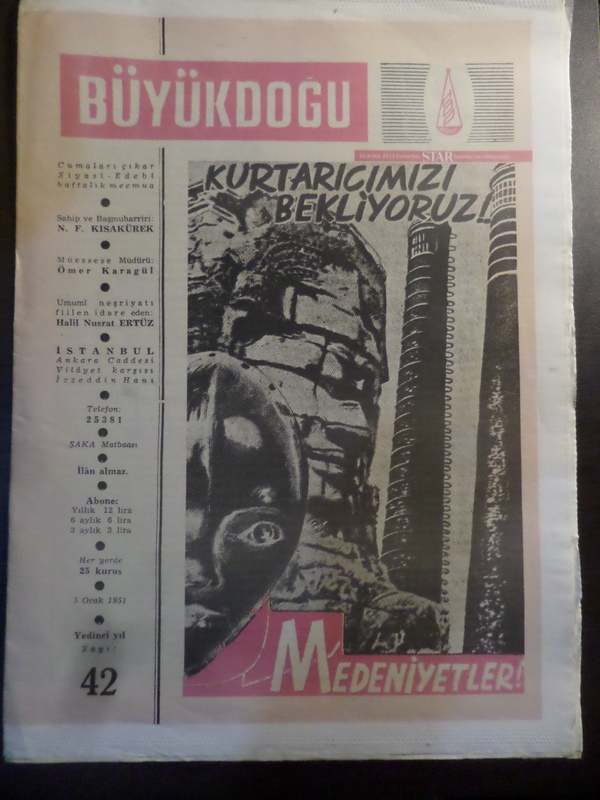 BÜYÜKDOĞU
Cumaları çıkar
Siyasî-Edebî
haftalık mecmua
Sahip ve Başmuharriri:
N. F. KISAKÜREK
Müessese Müdürü:
Ömer Karagül
Umumî neşriyatı
fiilen idare eden:
Halil Nusrat ERTÜZ
İSTANBUL
Ankara Caddesi
Vilâyet karşısı
İzzeddin Hanı
Telefon:
25381
ŞAKA Matbaası
İlân almaz.
Abone:
Yıllık 12 lira
6 aylık 6 lira
3 aylık 3 lira
Her yerde
25 kuruş
5 Ocak 1951
Yedinci yıl
Sayı:
42
STAR
KURTARICIMIZI
BEKLİYORUZ!
MEDENİYETLER!